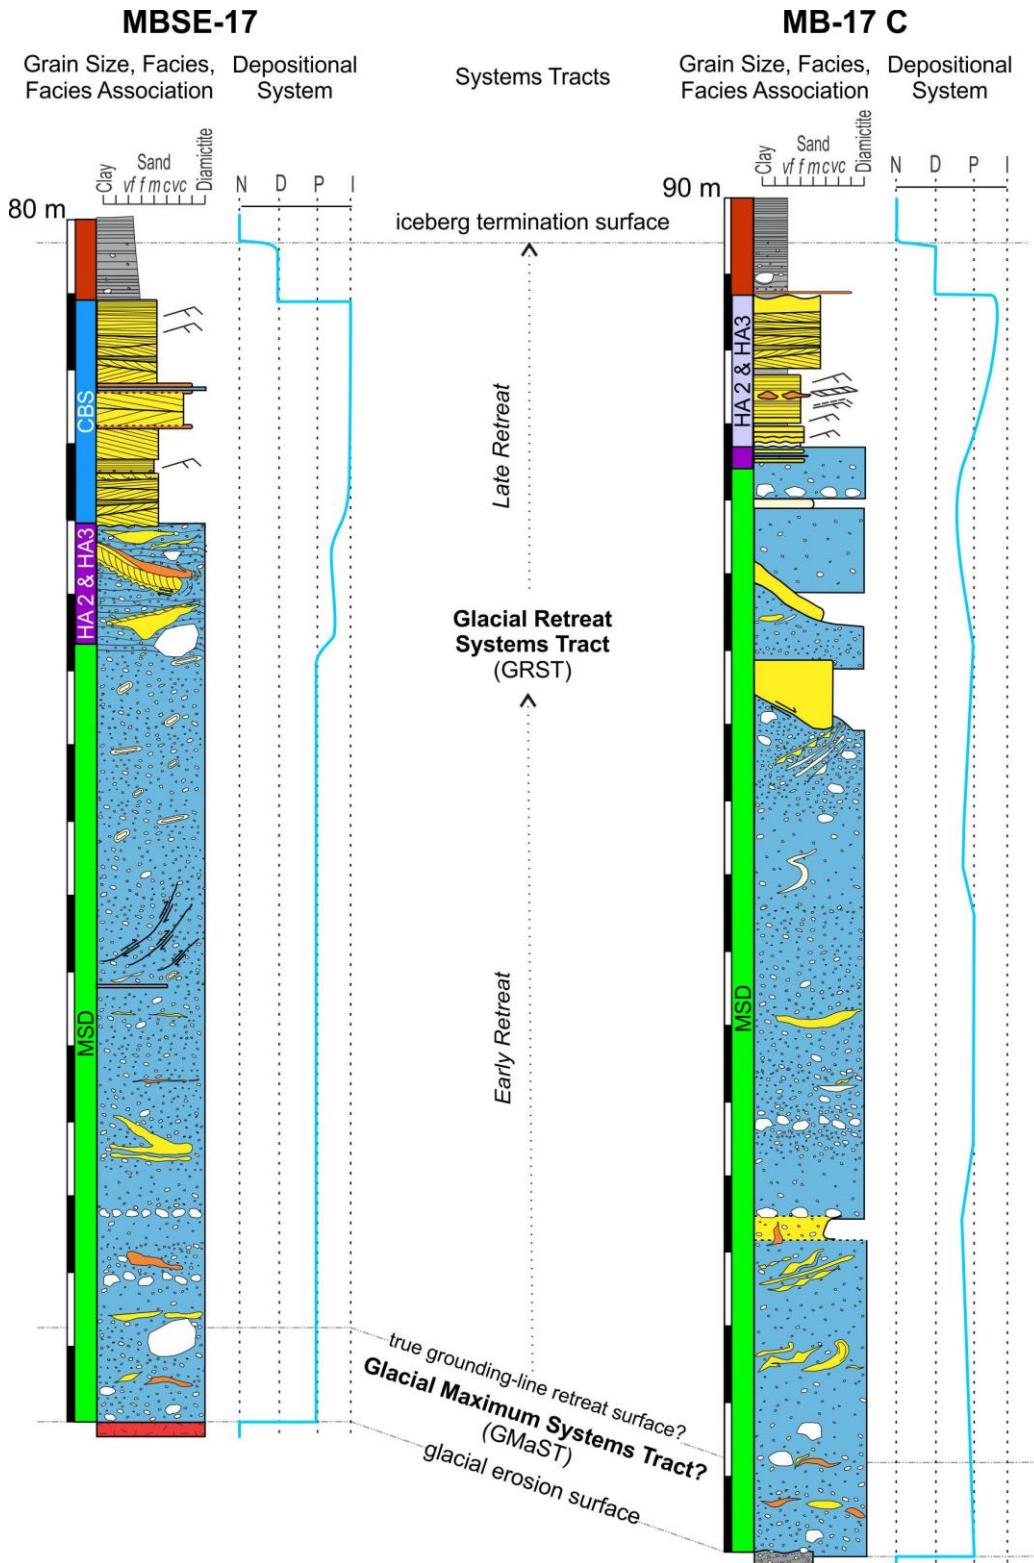 MBSE-17
MB-17 C
Grain Size, Facies,
Facies Association
Depositional
System
Systems Tracts
Grain Size, Facies,
Facies Association
Depositional
System
Clay
Sand
vf f m c vc
Diamictite
N D P I
Clay
Sand
vf f m c vc
Diamictite
N D P I
80 m
90 m
iceberg termination surface
CBS
HA 2 & HA3
MSD
HA 2 & HA3
MSD
Late Retreat
Glacial Retreat
Systems Tract
(GRST)
Early Retreat
true grounding-line retreat surface?
Glacial Maximum Systems Tract?
(GMaST)
glacial erosion surface